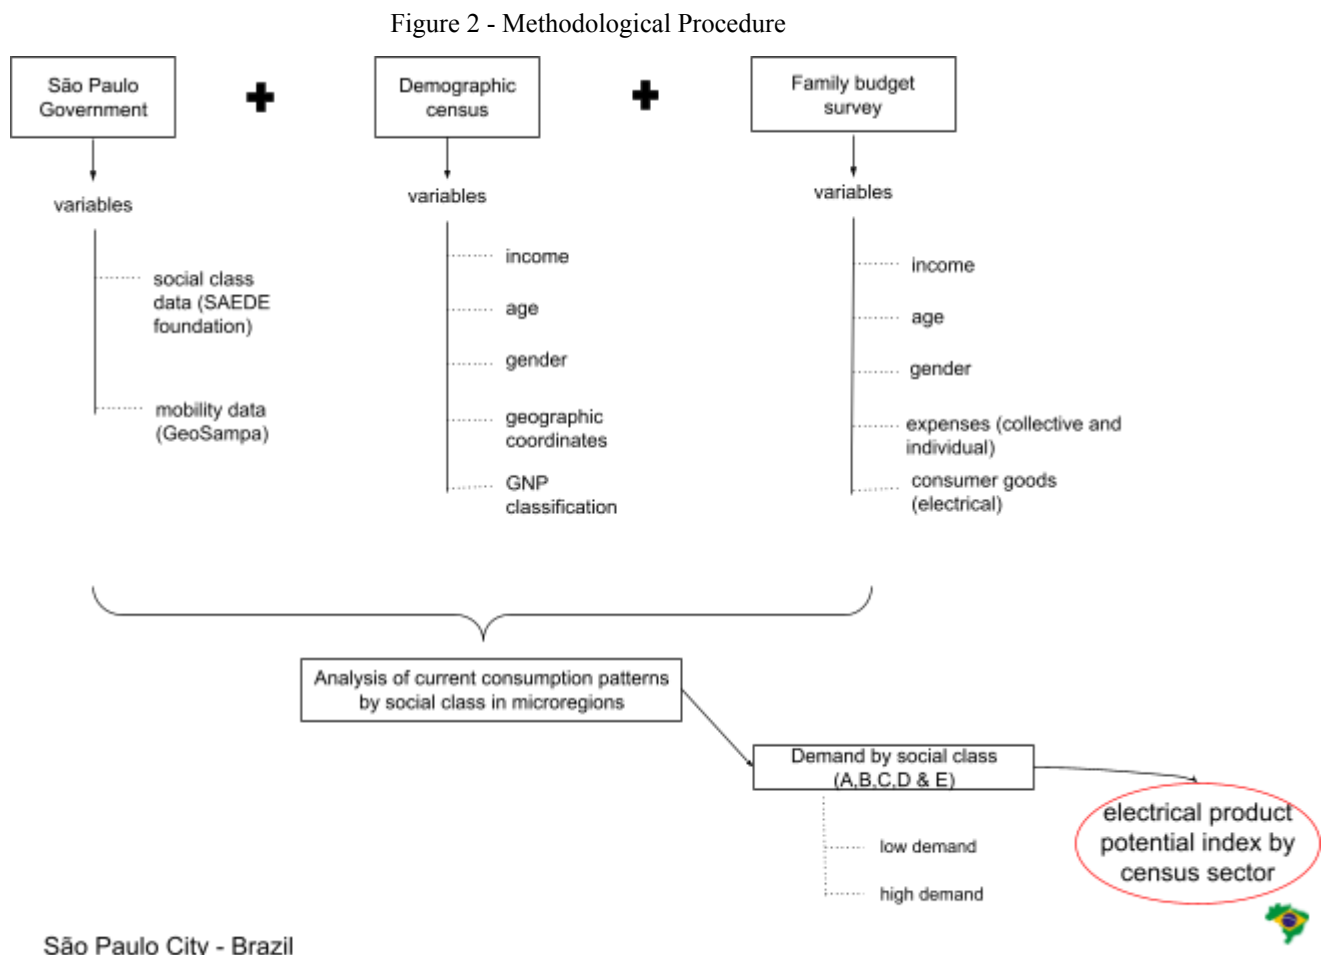 Figure 2 - Methodological Procedure
São Paulo
Government
Demographic
census
Family budget
survey
variables
social class
data (SAEDE
foundation)
mobility data
(GeoSampa)
variables
income
age
gender
geographic
coordinates
GNP
classification
variables
income
age
gender
expenses (collective and
individual)
consumer goods
(electrical)
Analysis of current consumption patterns
by social class in microregions
Demand by social class
(A,B,C,D & E)
low demand
high demand
electrical product
potential index by
census sector
São Paulo City - Brazil